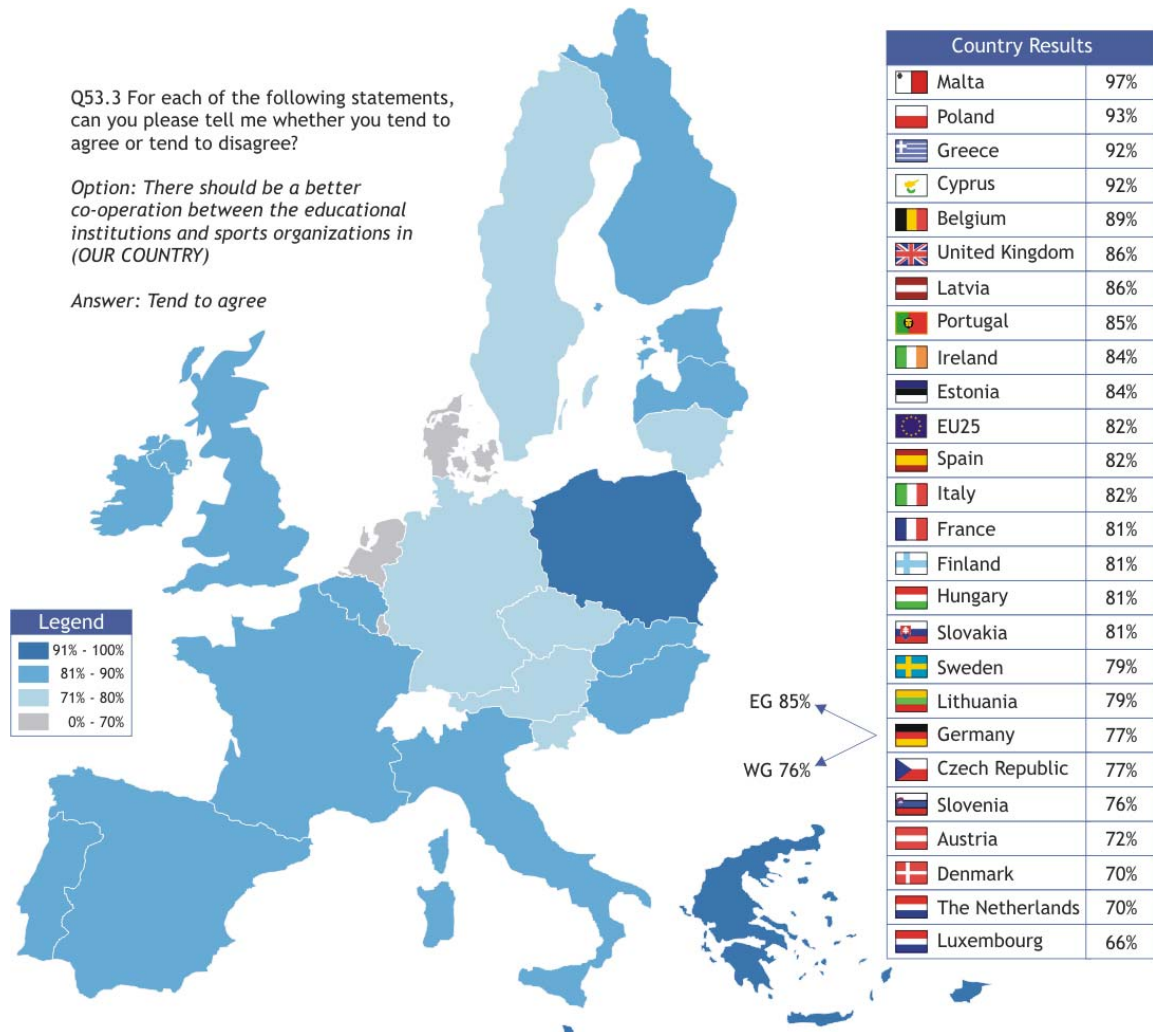 Q53.3 For each of the following statements,
can you please tell me whether you tend to
agree or tend to disagree?
Option: There should be a better
co-operation between the educational
institutions and sports organizations in
(OUR COUNTRY)
Answer: Tend to agree
Legend
91% - 100%
81% - 90%
71% - 80%
0% - 70%
EG 85%
WG 76%
Country Results
Malta 97%
Poland 93%
Greece 92%
Cyprus 92%
Belgium 89%
United Kingdom 86%
Latvia 86%
Portugal 85%
Ireland 84%
Estonia 84%
EU25 82%
Spain 82%
Italy 82%
France 81%
Finland 81%
Hungary 81%
Slovakia 81%
Sweden 79%
Lithuania 79%
Germany 77%
Czech Republic 77%
Slovenia 76%
Austria 72%
Denmark 70%
The Netherlands 70%
Luxembourg 66%